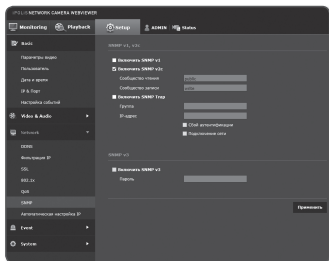 iPOLiS NETWORK CAMERA WEBVIEWER
Monitoring
Playback
Setup
ADMIN
Status
Basic
Параметры видео
Пользователь
Дата и время
IP & Порт
Настройка событий
Video & Audio
Network
DDNS
Фильтрация IP
SSL
802.1x
QoS
SNMP
Автоматическая настройка IP
Event
System
SNMP v1, v2c
Включить SNMP v1
Включить SNMP v2c
Сообщество чтения
public
Сообщество записи
write
Включить SNMP Trap
Группа
IP-адрес
Сбой аутентификации
Подключение сети
SNMP v3
Включить SNMP v3
Пароль
Применить